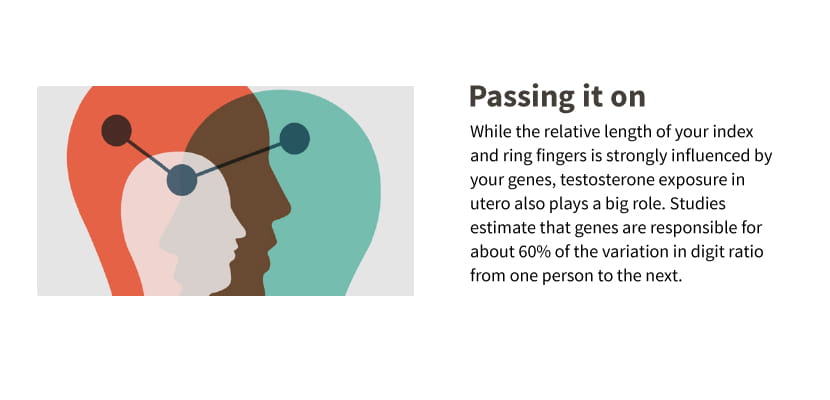 Passing it on
While the relative length of your index
and ring fingers is strongly influenced by
your genes, testosterone exposure in
utero also plays a big role. Studies
estimate that genes are responsible for
about 60% of the variation in digit ratio
from one person to the next.